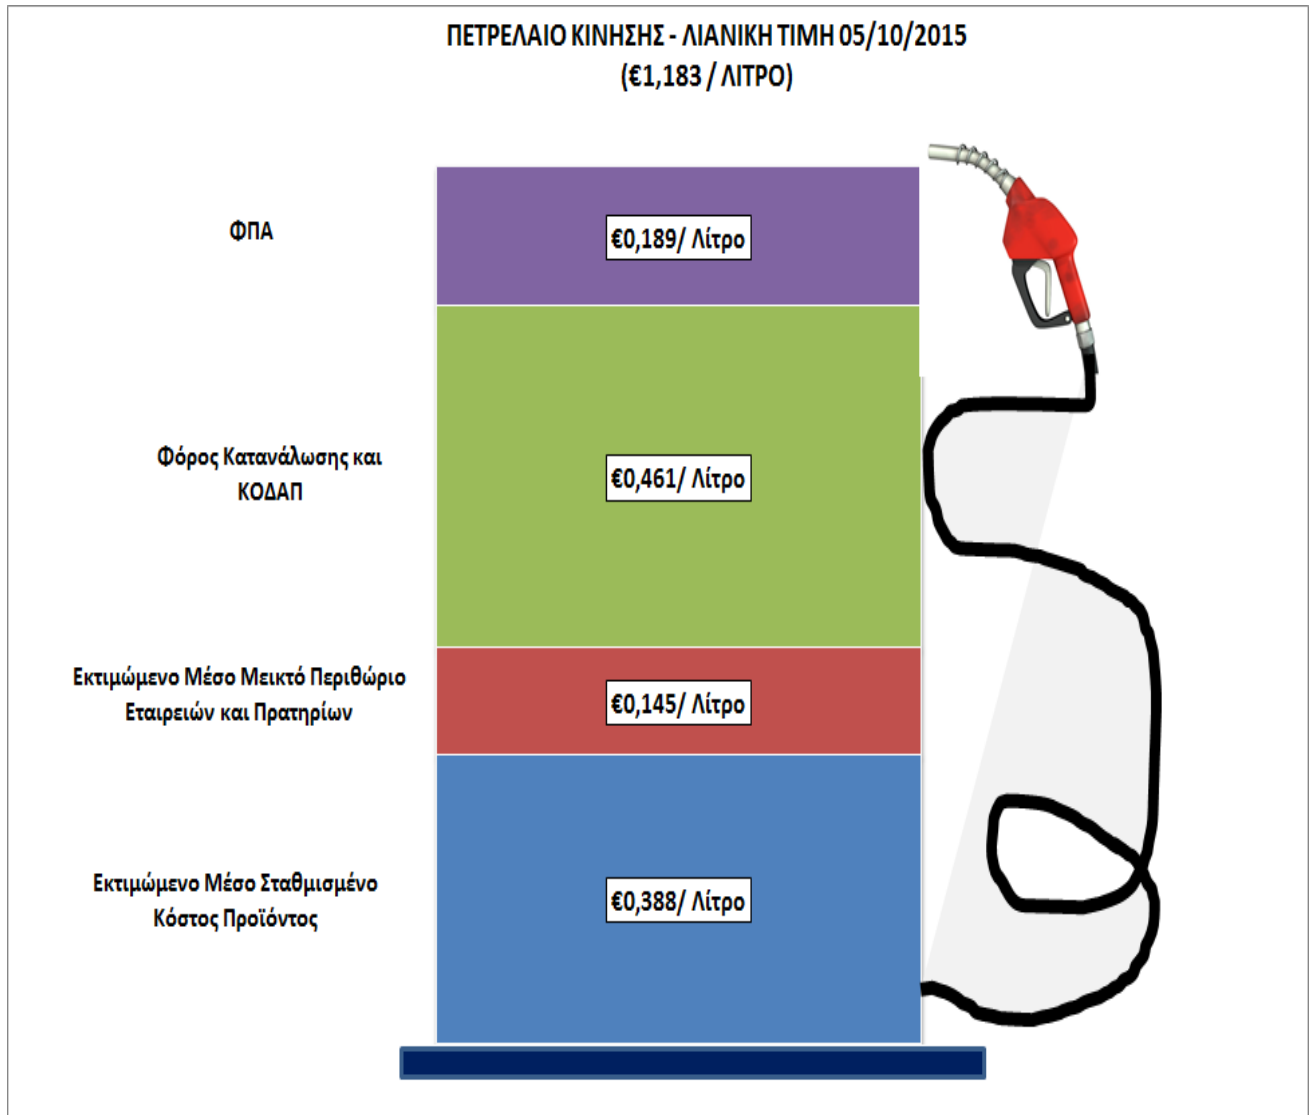 ΠΕΤΡΕΛΑΙΟ ΚΙΝΗΣΗΣ - ΛΙΑΝΙΚΗ ΤΙΜΗ 05/10/2015
(€1,183 / ΛΙΤΡΟ)
ΦΠΑ
€0,189/ Λίτρο
Φόρος Κατανάλωσης και
ΚΟΔΑΠ
€0,461/ Λίτρο
Εκτιμώμενο Μέσο Μεικτό Περιθώριο
Εταιρειών και Πρατηρίων
€0,145/ Λίτρο
Εκτιμώμενο Μέσο Σταθμισμένο
Κόστος Προϊόντος
€0,388/ Λίτρο